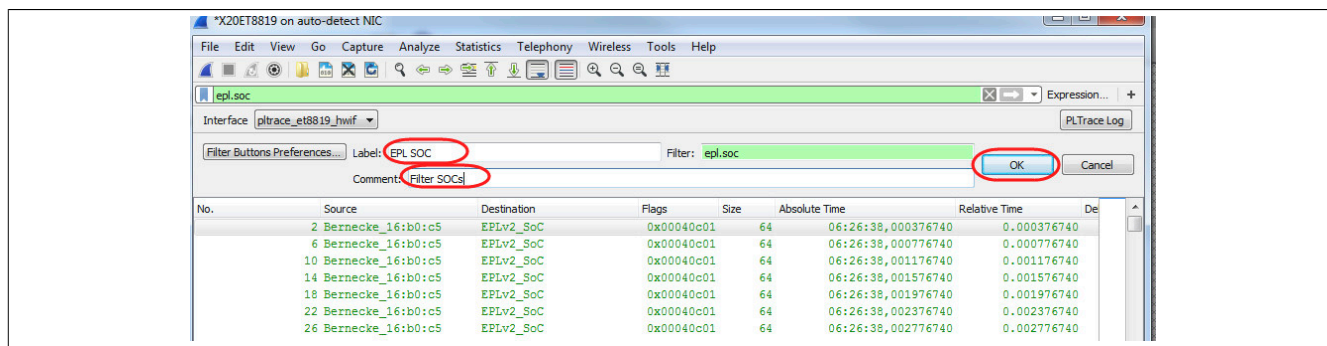 *X20ET8819 on auto-detect NIC
File Edit View Go Capture Analyze Statistics Telephony Wireless Tools Help
epl.soc Expression... +
Interface pltrace_et8819_hwif PLTrace Log
Filter Buttons Preferences... Label: EPL SOC Filter: epl.soc OK Cancel
Comment: Filter SOCs
No. Source Destination Flags Size Absolute Time Relative Time De
2 Bernecke_16:b0:c5 EPLv2_SoC 0x00040c01 64 06:26:38,000376740 0.000376740
6 Bernecke_16:b0:c5 EPLv2_SoC 0x00040c01 64 06:26:38,000776740 0.000776740
10 Bernecke_16:b0:c5 EPLv2_SoC 0x00040c01 64 06:26:38,001176740 0.001176740
14 Bernecke_16:b0:c5 EPLv2_SoC 0x00040c01 64 06:26:38,001576740 0.001576740
18 Bernecke_16:b0:c5 EPLv2_SoC 0x00040c01 64 06:26:38,001976740 0.001976740
22 Bernecke_16:b0:c5 EPLv2_SoC 0x00040c01 64 06:26:38,002376740 0.002376740
26 Bernecke_16:b0:c5 EPLv2_SoC 0x00040c01 64 06:26:38,002776740 0.002776740